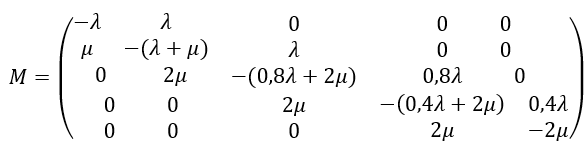 −λ λ 0 0 0
μ −(λ + μ) λ 0 0
M = 0 2μ −(0,8λ + 2μ) 0,8λ 0
0 0 2μ −(0,4λ + 2μ) 0,4λ
0 0 0 2μ −2μ